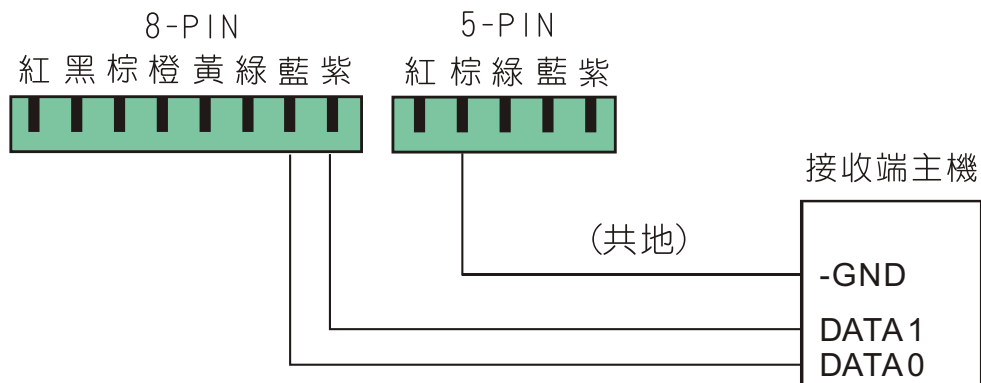 8-PIN
5-PIN
紅 黑 棕 橙 黃 綠 藍 紫
紅 棕 綠 藍 紫
接收端主機
(共地)
-GND
DATA1
DATA0